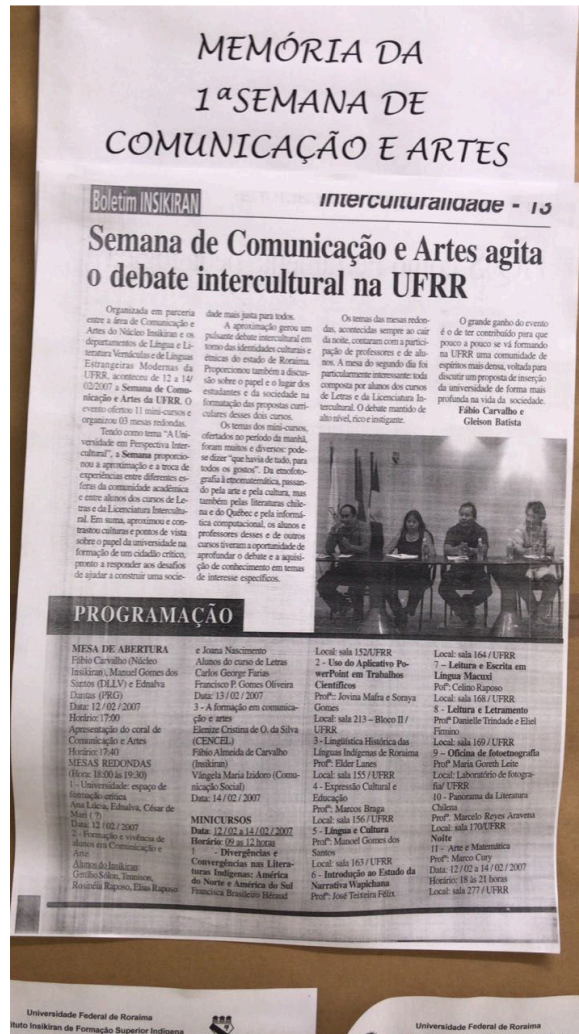 MEMÓRIA DA
1ª SEMANA DE
COMUNICAÇÃO E ARTES
Boletim INSIKIRAN
Interculturalidade - 13
Semana de Comunicação e Artes agita
o debate intercultural na UFRR
Organizada em parceria
entre a área de Comunicação e
Artes do Núcleo Insikiran e os
departamentos de Língua e Li-
teratura Vernáculas e de Línguas
Estrangeiras Modernas da
UFRR, aconteceu de 12 a 14/
02/2007 a Semana de Comu-
nicação e Artes da UFRR. O
evento ofertou 11 mini-cursos e
organizou 03 mesas redondas.
Tendo como tema "A Uni-
versidade em Perspectiva Inter-
cultural", a Semana proporcio-
nou a aproximação e a troca de
experiências entre diferentes es-
feras da comunidade acadêmica
e entre alunos dos cursos de Le-
tras e da Licenciatura Intercultu-
ral. Em suma, aproximou e con-
trastou culturas e pontos de vista
sobre o papel da universidade na
formação de um cidadão crítico,
pronto a responder aos desafios
de ajudar a construir uma socie-
dade mais justa para todos.
A aproximação gerou um
pulsante debate intercultural em
torno das identidades culturais e
étnicas do estado de Roraima.
Proporcionou também a discus-
são sobre o papel e o lugar dos
estudantes e da sociedade na
formatação das propostas curri-
culares desses dois cursos.
Os temas dos mini-cursos,
ofertados no período da manhã,
foram muitos e diversos: pode-
se dizer "que havia de tudo, para
todos os gostos". Da etnofoto-
grafia à etnomatemática, passan-
do pela arte e pela cultura, mas
também pelas literaturas chile-
na e do Québec e pela informá-
tica computacional, os alunos e
professores desses e de outros
cursos tiveram a oportunidade de
aprofundar o debate e a aquisi-
ção de conhecimento em temas
de interesse específicos.
Os temas das mesas redon-
das, acontecidas sempre ao cair
da noite, contaram com a partici-
pação de professores e de alu-
nos. A mesa do segundo dia foi
particularmente interessante: toda
composta por alunos dos cursos
de Letras e da Licenciatura In-
tercultural. O debate mantido de
alto nível, rico e instigante.
O grande ganho do evento
é o de ter contribuído para que
pouco a pouco se vá formando
na UFRR uma comunidade de
espíritos mais densa, voltada para
discutir um propósito de inserção
da universidade de forma mais
profunda na vida da sociedade.
Fábio Carvalho e
Gleison Batista
PROGRAMAÇÃO
MESA DE ABERTURA
Fábio Carvalho (Núcleo
Insikiran), Manuel Gomes dos
Santos (DLLV) e Ednalva
Dantas (PRG)
Data: 12 / 02 / 2007
Horário: 17:00
Apresentação do coral de
Comunicação e Artes
Horário: 17:40
MESAS REDONDAS
(Hora: 18:00 às 19:30)
1 - Universidade: espaço de
formação crítica
Ana Lúcia, Ednalva, César de
Mari ( ? )
Data: 12 / 02 / 2007
2 - Formação e vivência de
alunos em Comunicação e
Arte
Alunos do Insikiran
Getúlio Sólon, Tennson,
Rosinéia Raposo, Elisa Raposo
e Joana Nascimento
Alunos do curso de Letras
Carlos George Farias
Francisco P. Gomes Oliveira
Data: 13 / 02 / 2007
3 - A formação em comunica-
ção e artes
Elenize Cristina de O. da Silva
(CENCEL)
Fábio Almeida de Carvalho
(Insikiran)
Vângela Maria Izidoro (Comu-
nicação Social)
Data: 14 / 02 / 2007
MINICURSOS
Data: 12 / 02 a 14 / 02 / 2007
Horário: 09 as 12 horas
1 - Divergências e
Convergências nas Litera-
turas Indígenas: América
do Norte e América do Sul
Francisca Brasileiro Héraud
Local: sala 152/UFRR
2 - Uso do Aplicativo Po-
werPoint em Trabalhos
Científicos
Profª: Jovina Mafra e Soraya
Gomes
Local: sala 213 – Bloco II /
UFRR
3 - Lingüística Histórica das
Línguas Indígenas de Roraima
Profº: Elder Lanes
Local: sala 155 / UFRR
4 - Expressão Cultural e
Educação
Profº: Marcos Braga
Local: sala 156 / UFRR
5 - Língua e Cultura
Profº: Manoel Gomes dos
Santos
Local: sala 163 / UFRR
6 - Introdução ao Estudo da
Narrativa Wapichana
Profº: José Teixeira Félix
Local: sala 164 / UFRR
7 – Leitura e Escrita em
Língua Macuxi
Profº: Celino Raposo
Local: sala 168 / UFRR
8 - Leitura e Letramento
Profª Danielle Trindade e Eliel
Firmino
Local: sala 169 / UFRR
9 – Oficina de fotoetnografia
Profª Maria Goreth Leite
Local: Laboratório de fotogra-
fia/ UFRR
10 - Panorama da Literatura
Chilena
Profº. Marcelo Reyes Aravena
Local: sala 170/UFRR
Noite
11 - Arte e Matemática
Profº: Marco Cury
Data: 12 / 02 a 14 / 02 / 2007
Horário: 18 às 21 horas
Local: sala 277 / UFRR
Universidade Federal de Roraima
tuto Insikiran de Formação Superior Indígena
Universidade Federal de Roraima